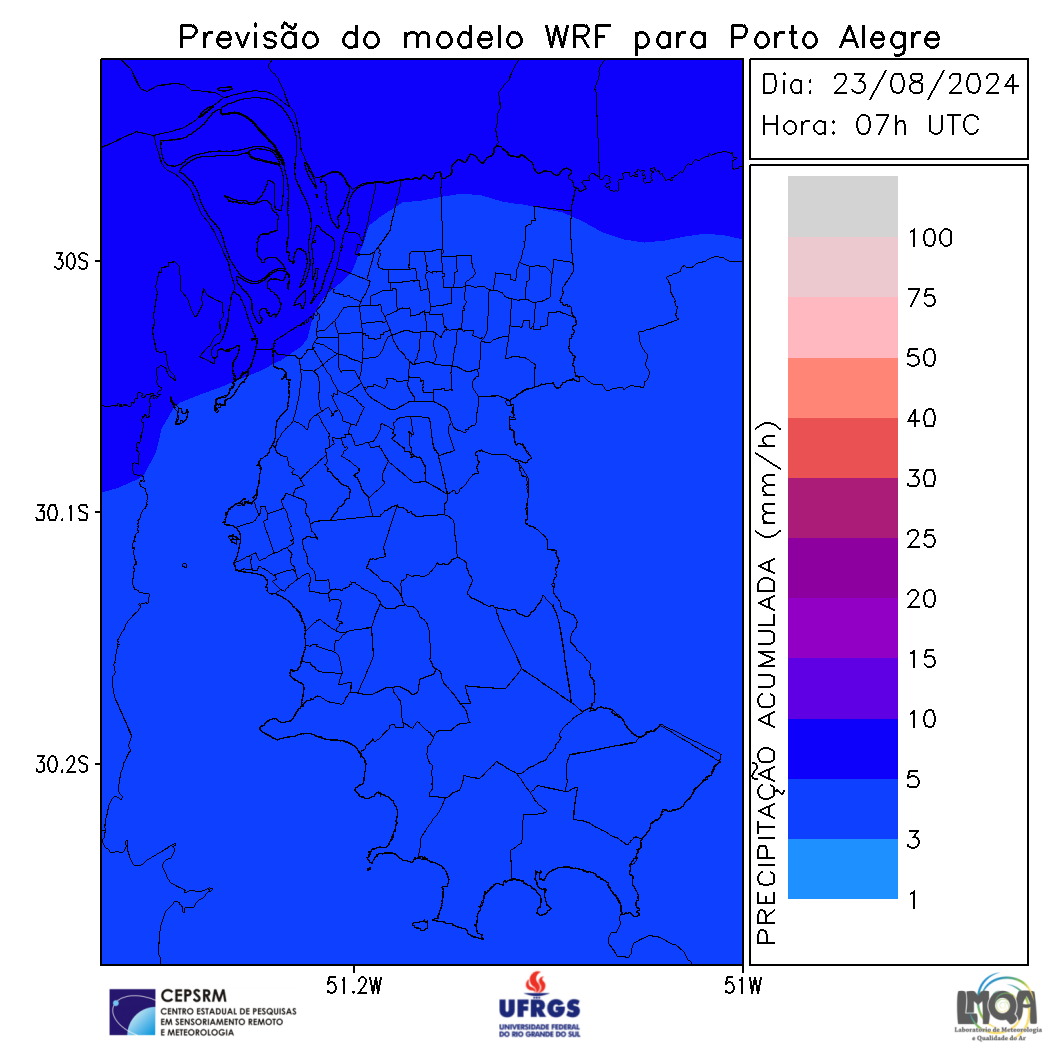 Previsão do modelo WRF para Porto Alegre
Dia: 23/08/2024
Hora: 07h UTC
30S
30.1S
30.2S
51.2W
51W
PRECIPITAÇÃO ACUMULADA (mm/h)
100
75
50
40
30
25
20
15
10
5
3
1
CEPSRM
CENTRO ESTADUAL DE PESQUISAS
EM SENSORIAMENTO REMOTO
E METEOROLOGIA
UFRGS
UNIVERSIDADE FEDERAL
DO RIO GRANDE DO SUL
LMQA
Laboratório de Meteorologia
e Qualidade do Ar